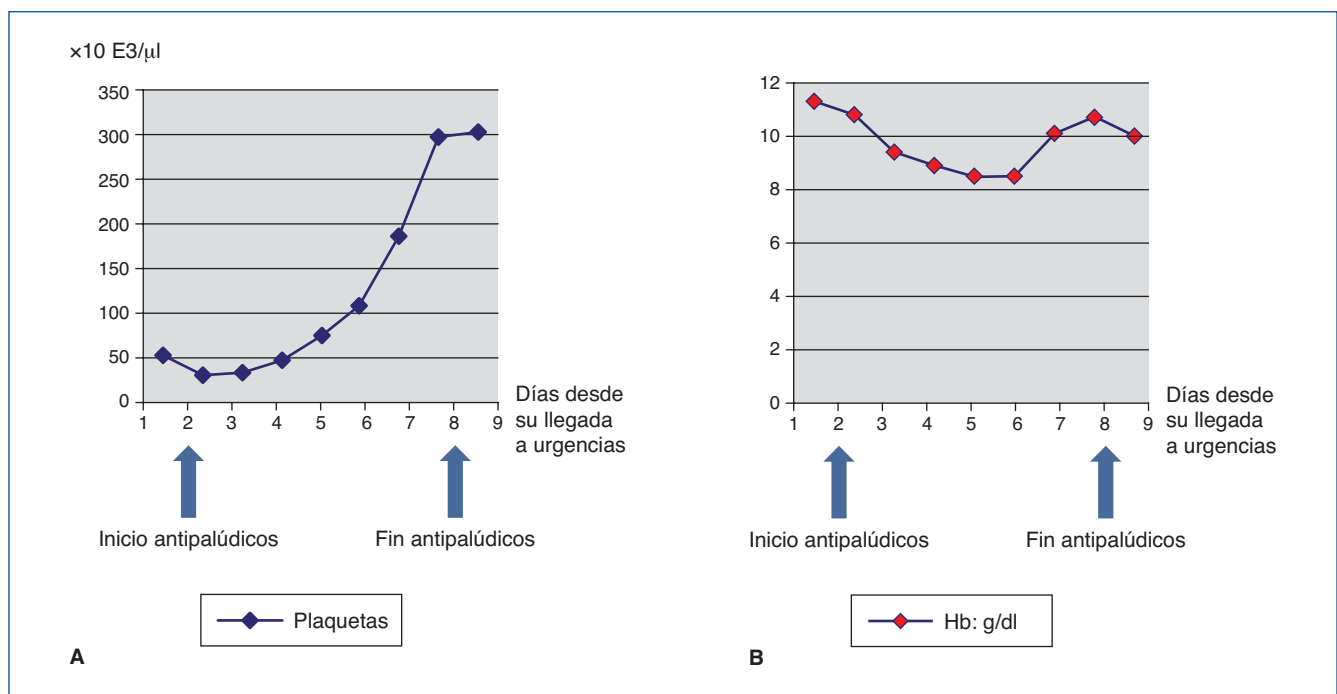 ×10 E3/μl
350
300
250
200
150
100
50
0
1 2 3 4 5 6 7 8 9
Días desde
su llegada
a urgencias
Inicio antipalúdicos
Fin antipalúdicos
Plaquetas
A
12
10
8
6
4
2
0
1 2 3 4 5 6 7 8 9
Días desde
su llegada
a urgencias
Inicio antipalúdicos
Fin antipalúdicos
Hb: g/dl
B